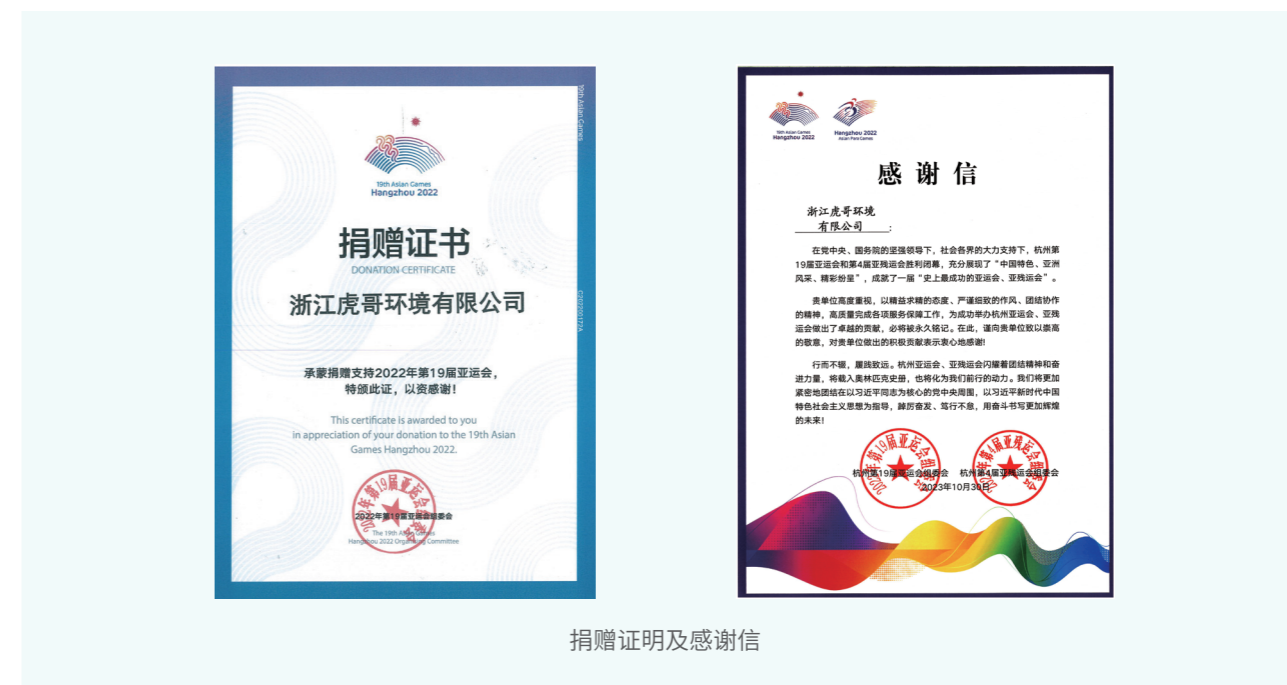 19th Asian Games
Hangzhou 2022
捐赠证书
DONATION CERTIFICATE
浙江虎哥环境有限公司
承蒙捐赠支持2022年第19届亚运会，
特颁此证，以资感谢！
This certificate is awarded to you
in appreciation of your donation to the 19th Asian
Games Hangzhou 2022.
2022年第19届亚运会组委会
The 19th Asian Games
Hangzhou 2022 Organising Committee
19th Asian Games
C202200172A
19th Asian Games
Hangzhou 2022
Hangzhou 2022
Asian Para Games
感谢信
浙江虎哥环境
有限公司：
在党中央、国务院的坚强领导下，社会各界的大力支持下，杭州第
19届亚运会和第4届亚残运会胜利闭幕，充分展现了“中国特色、亚洲
风采、精彩纷呈”，成就了一届“史上最成功的亚运会、亚残运会”。
贵单位高度重视，以精益求精的态度、严谨细致的作风、团结协作
的精神，高质量完成各项服务保障工作，为成功举办杭州亚运会、亚残
运会做出了卓越的贡献，必将被永久铭记。在此，谨向贵单位致以崇高
的敬意，对贵单位做出的积极贡献表示衷心地感谢！
行而不辍，履践致远。杭州亚运会、亚残运会闪耀着团结精神和奋
进力量，将载入奥林匹克史册，也将化为我们前行的动力。我们将更加
紧密地团结在以习近平同志为核心的党中央周围，以习近平新时代中国
特色社会主义思想为指导，踔厉奋发、笃行不怠，用奋斗书写更加辉煌
的未来！
杭州第19届亚运会组委会 杭州第4届亚残运会组委会
2023年10月30日
捐赠证明及感谢信